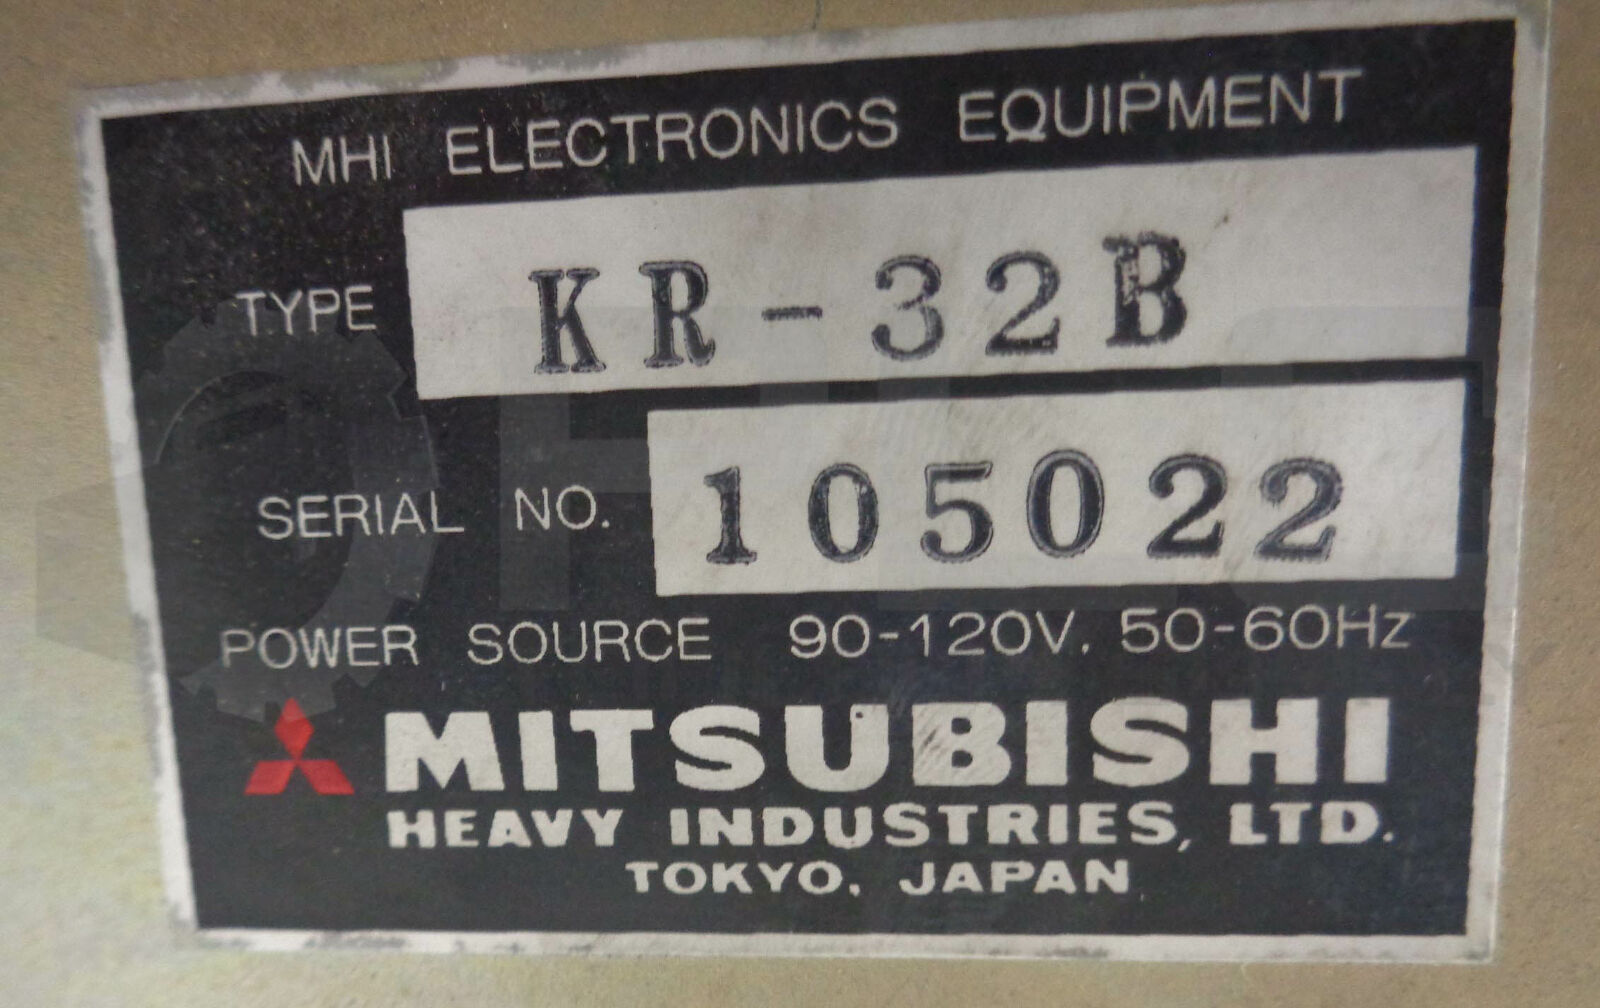 MHI ELECTRONICS EQUIPMENT
TYPE KR-32B
SERIAL NO. 105022
POWER SOURCE 90-120V. 50-60Hz
MITSUBISHI
HEAVY INDUSTRIES, LTD.
TOKYO. JAPAN